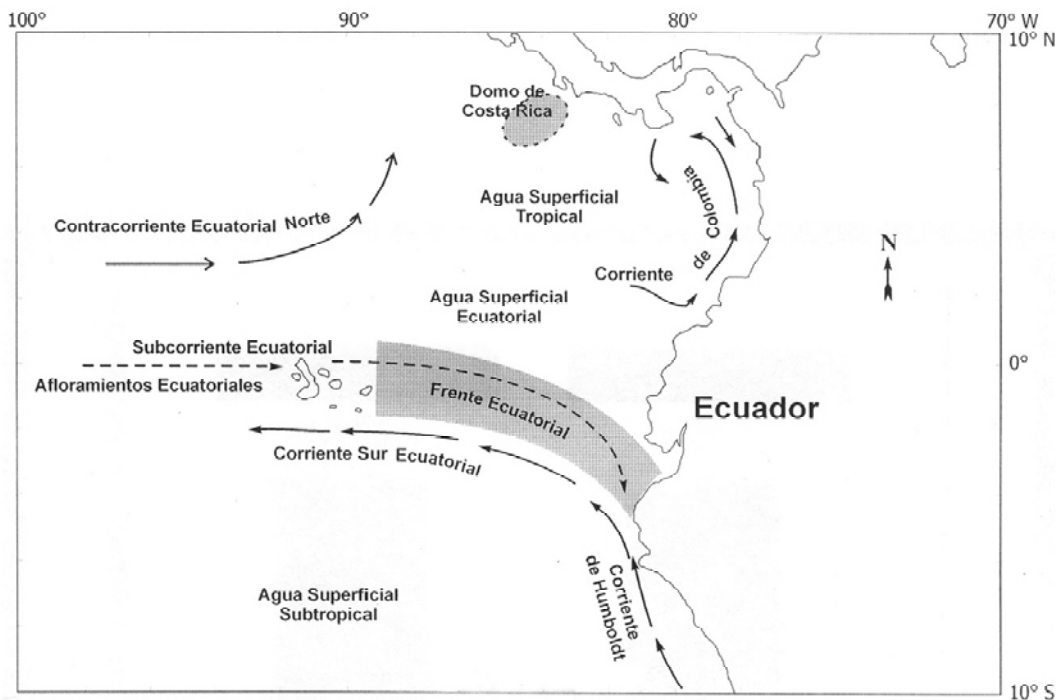 100°
90°
80°
70° W
10° N
Domo de
Costa Rica
Agua Superficial
Tropical
Contracorriente Ecuatorial Norte
Corriente de Colombia
N
Agua Superficial
Ecuatorial
Subcorriente Ecuatorial
0°
Afloramientos Ecuatoriales
Frente Ecuatorial
Ecuador
Corriente Sur Ecuatorial
Corriente
de Humboldt
Agua Superficial
Subtropical
10° S